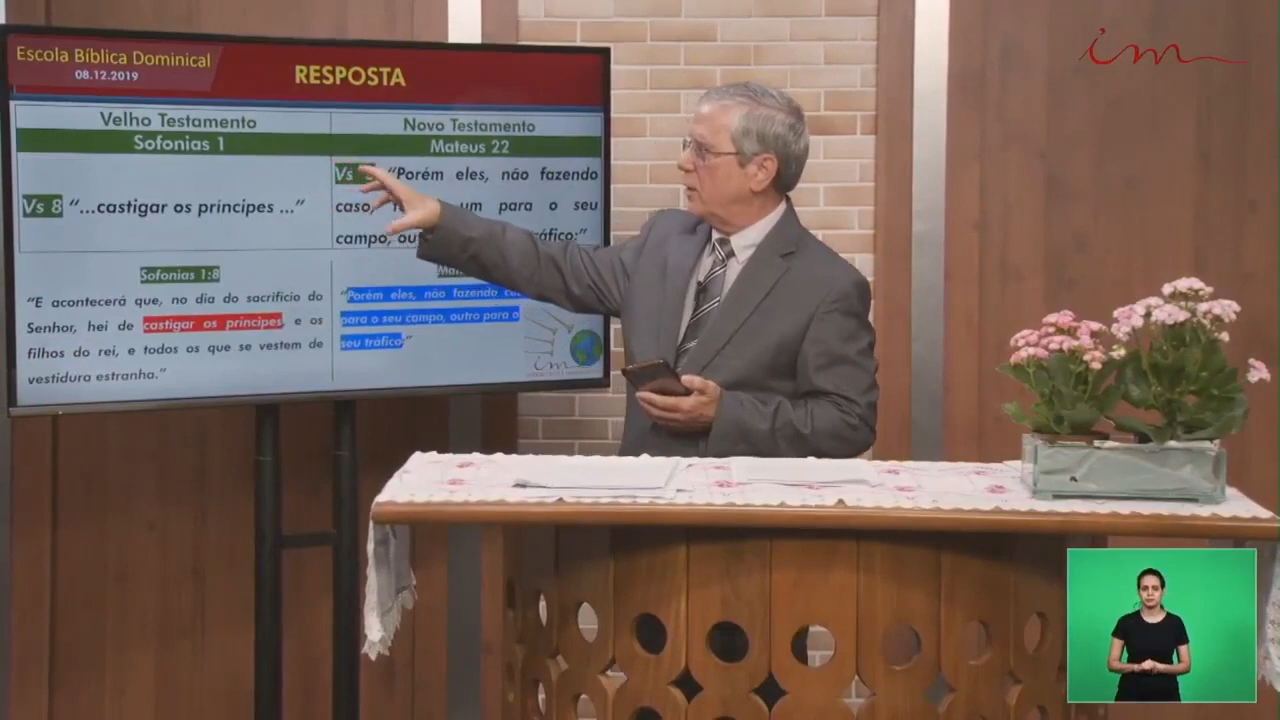 Escola Bíblica Dominical
08.12.2019
RESPOSTA
Velho Testamento
Novo Testamento
Sofonias 1
Mateus 22
Vs 8 “...castigar os príncipes ...”
Vs “Porém eles, não fazendo
caso, um para o seu
campo,
Sofonias 1:8
“E acontecerá que, no dia do sacrifício do
Senhor, hei de castigar os príncipes, e os
filhos do rei, e todos os que se vestem de
vestidura estranha.”
“Porém eles, não fazendo
para o seu campo, outro para o
seu tráfico:”
im
im